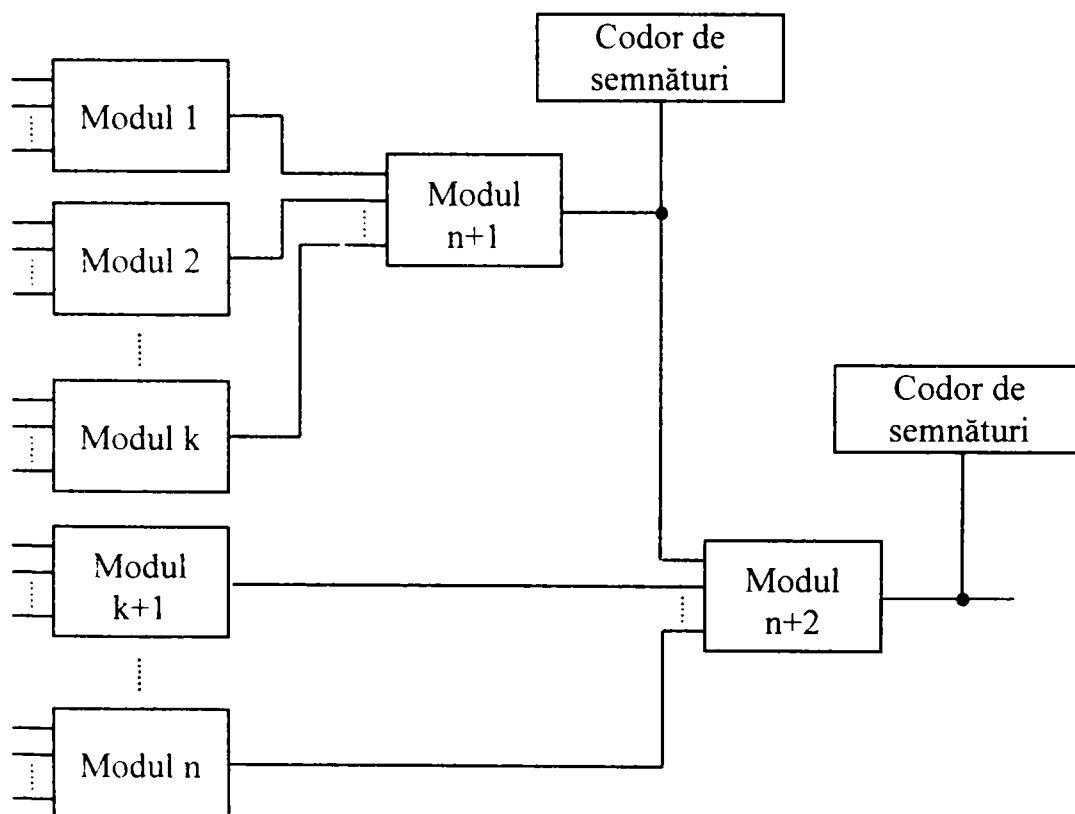 Codor de
semnături
Modul 1
Modul
n+1
Modul 2
Modul k
Codor de
semnături
Modul
k+1
Modul
n+2
Modul n